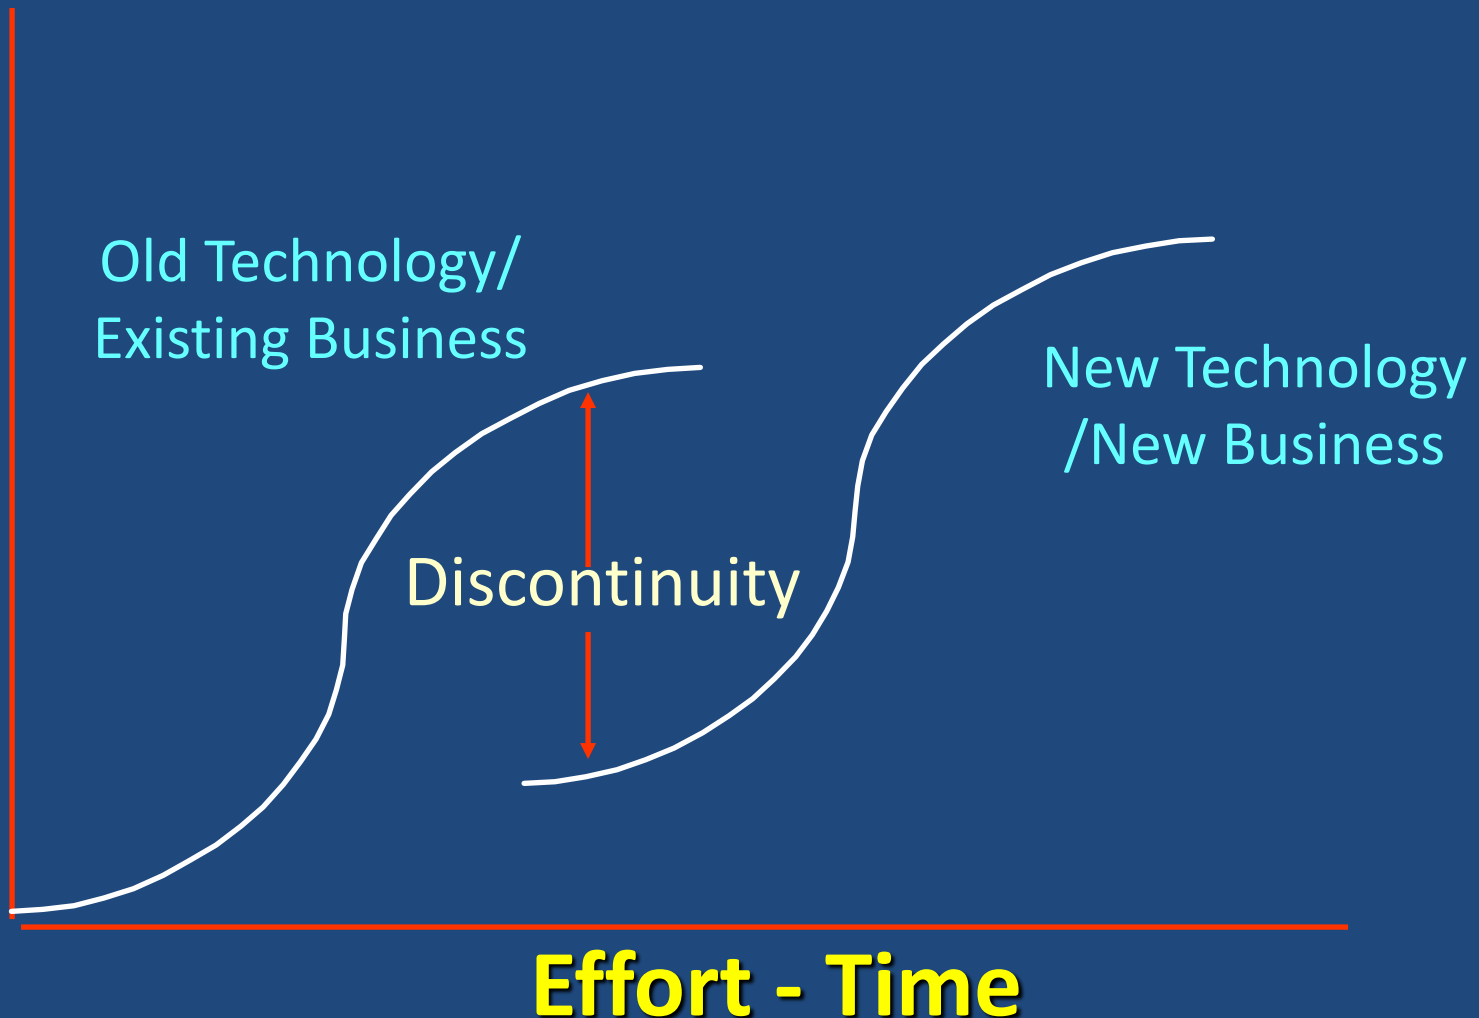 Old Technology/
Existing Business
New Technology
/New Business
Discontinuity
Effort - Time